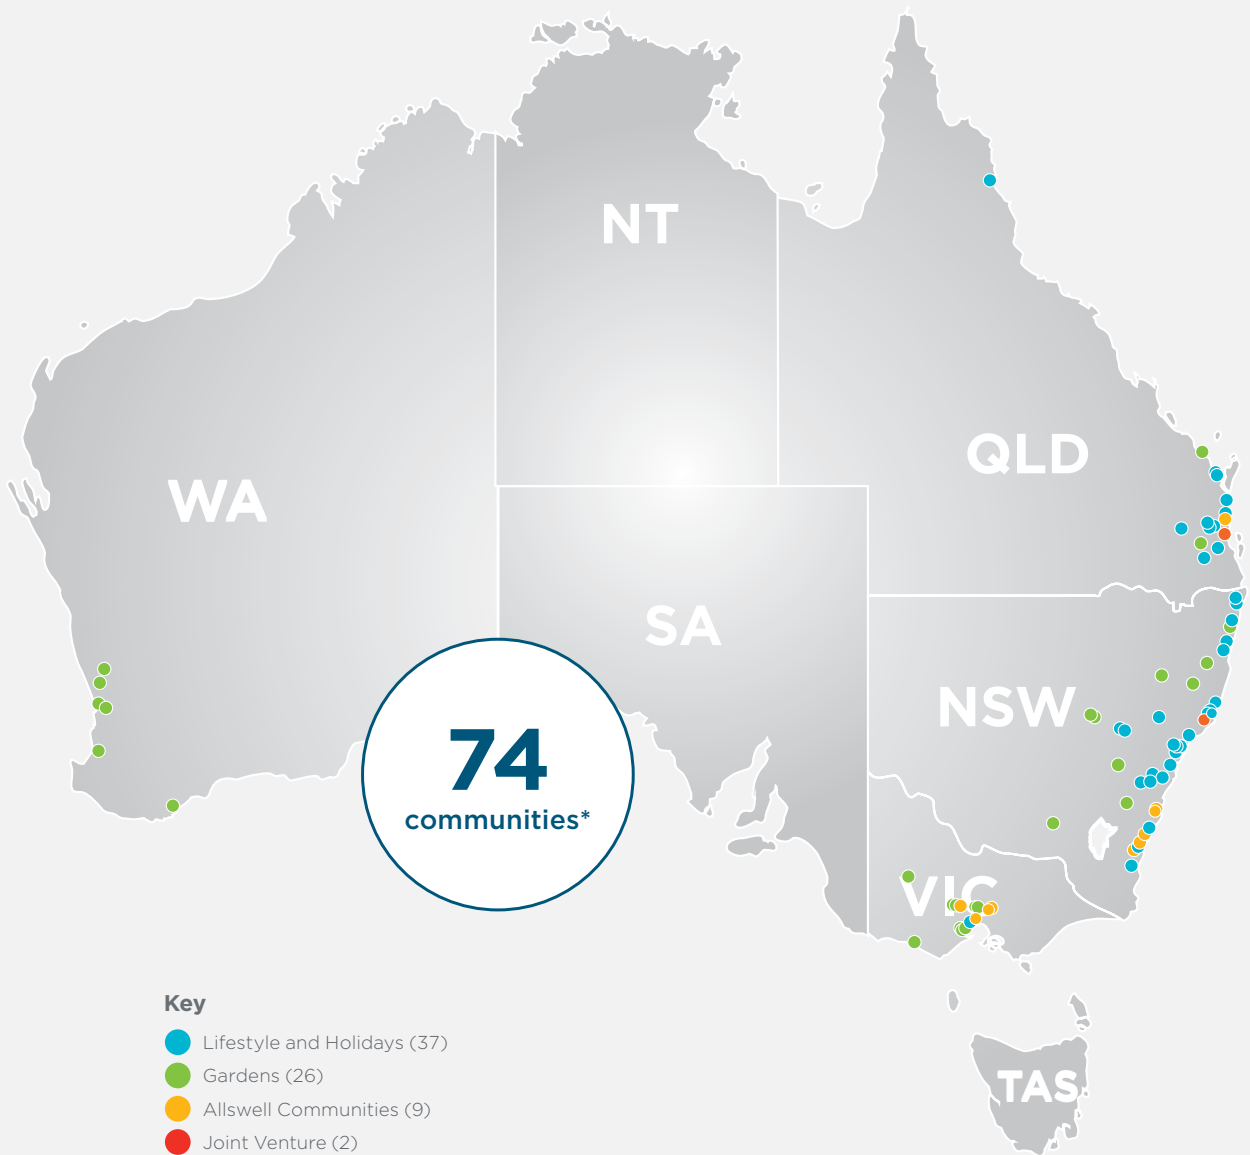 NT
QLD
WA
SA
NSW
74
communities*
VIC
Key
Lifestyle and Holidays (37)
Gardens (26)
Allswell Communities (9)
Joint Venture (2)
TAS